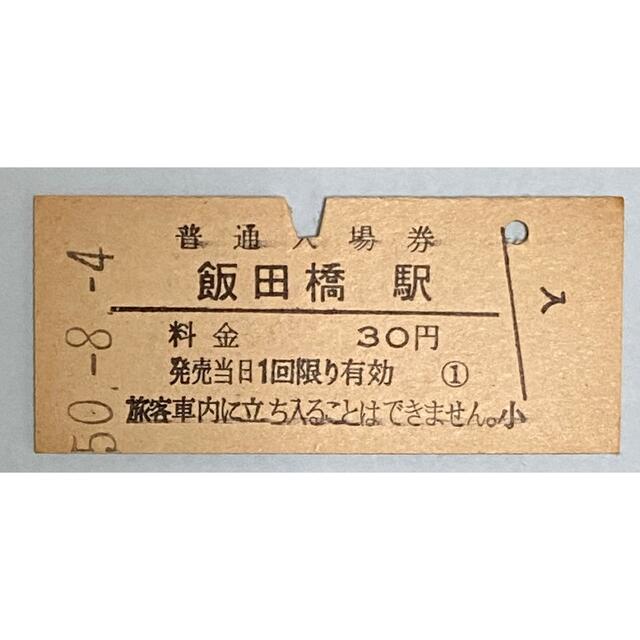 普通入場券
飯田橋駅
料金 30円
発売当日1回限り有効 ①
旅客車内に立ち入ることはできません。小
50.-8.-4
入